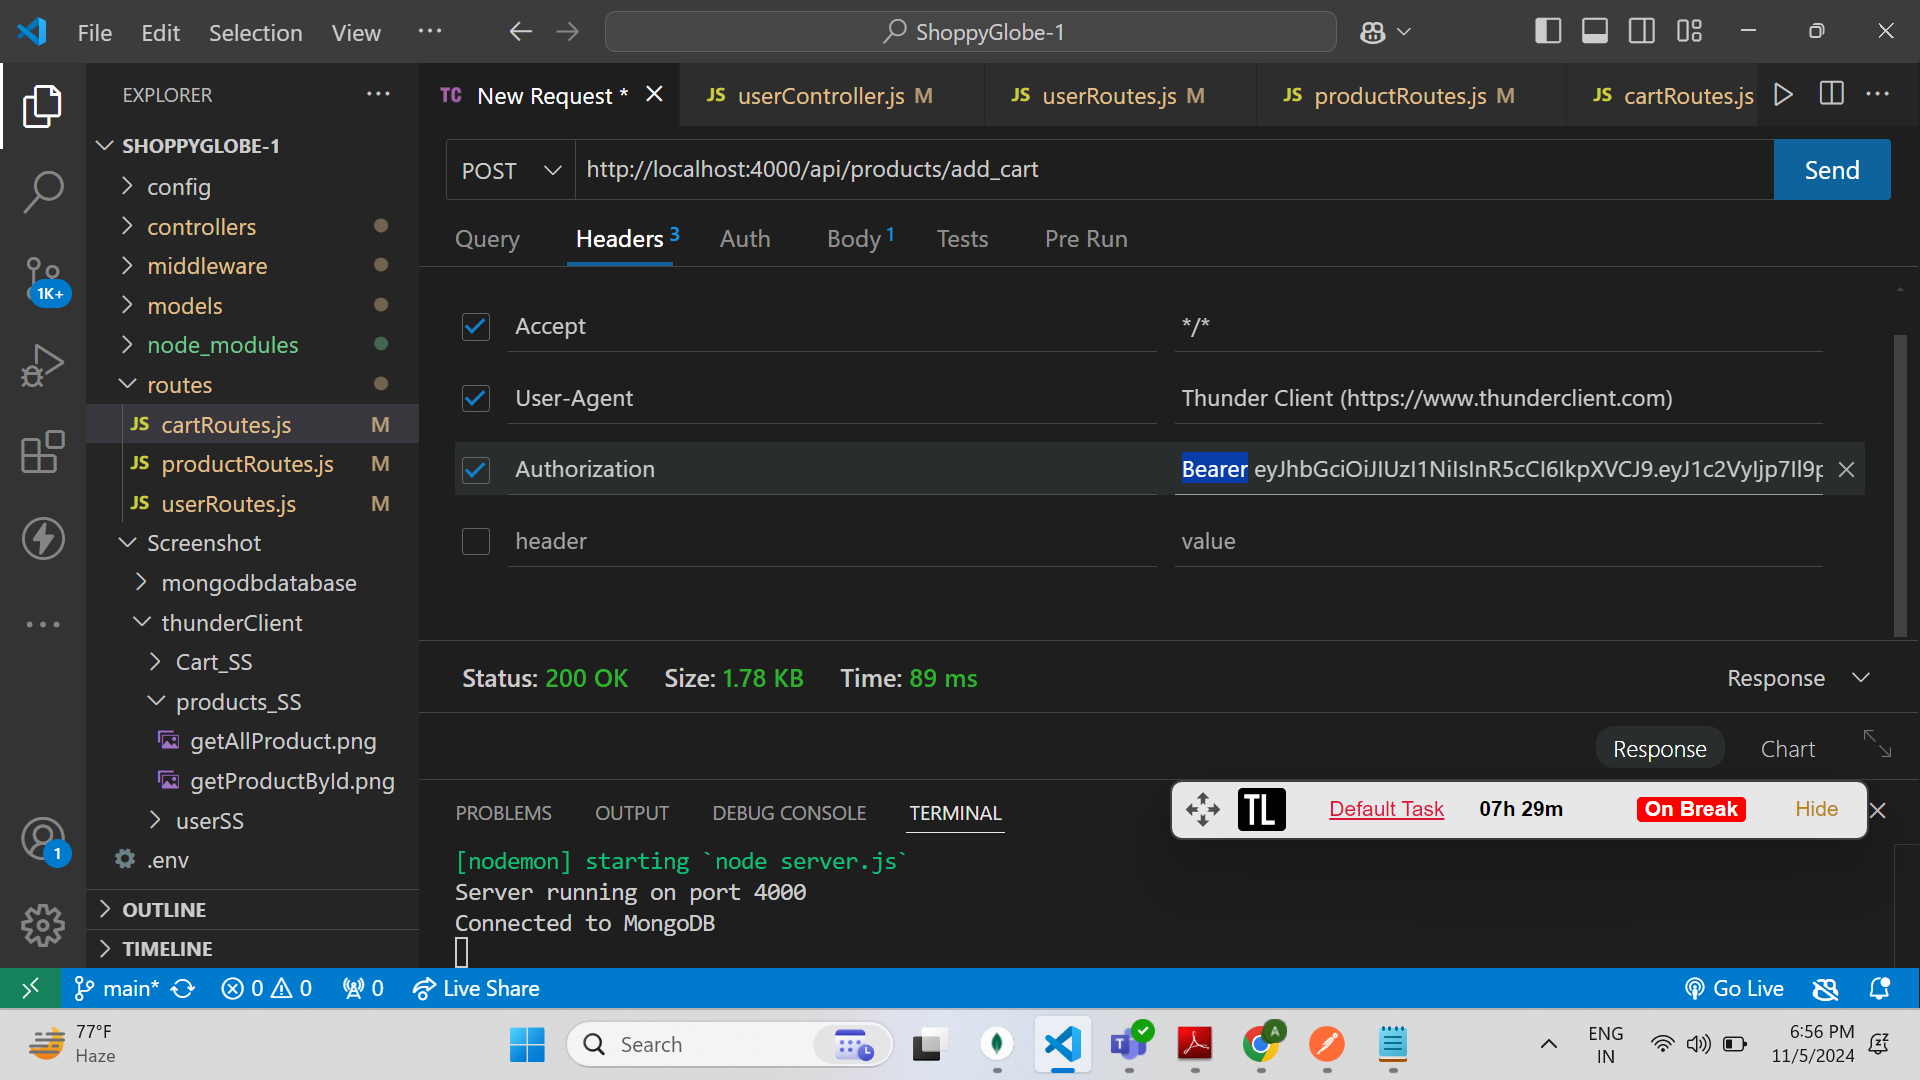 File Edit Selection View ···
ShoppyGlobe-1
EXPLORER ···
TC New Request * JS userController.js M JS userRoutes.js M JS productRoutes.js M JS cartRoutes.js ···
SHOPPYGLOBE-1
config
controllers
middleware
models
node_modules
routes
JS cartRoutes.js M
JS productRoutes.js M
JS userRoutes.js M
Screenshot
mongodbdatabase
thunderClient
Cart_SS
products_SS
getAllProduct.png
getProductById.png
userSS
.env
OUTLINE
TIMELINE
1K+
1
POST http://localhost:4000/api/products/add_cart Send
Query Headers 3 Auth Body 1 Tests Pre Run
Accept */*
User-Agent Thunder Client (https://www.thunderclient.com)
Authorization Bearer eyJhbGciOiJIUzI1NiIsInR5cCI6IkpXVCJ9.eyJ1c2VyIjp7Il9p
header value
Status: 200 OK Size: 1.78 KB Time: 89 ms Response
Response Chart
PROBLEMS OUTPUT DEBUG CONSOLE TERMINAL
TL Default Task 07h 29m On Break Hide
[nodemon] starting `node server.js`
Server running on port 4000
Connected to MongoDB
main* 0 0 0 Live Share Go Live
77°F
Haze
Search
T
A
ENG
IN
6:56 PM
11/5/2024